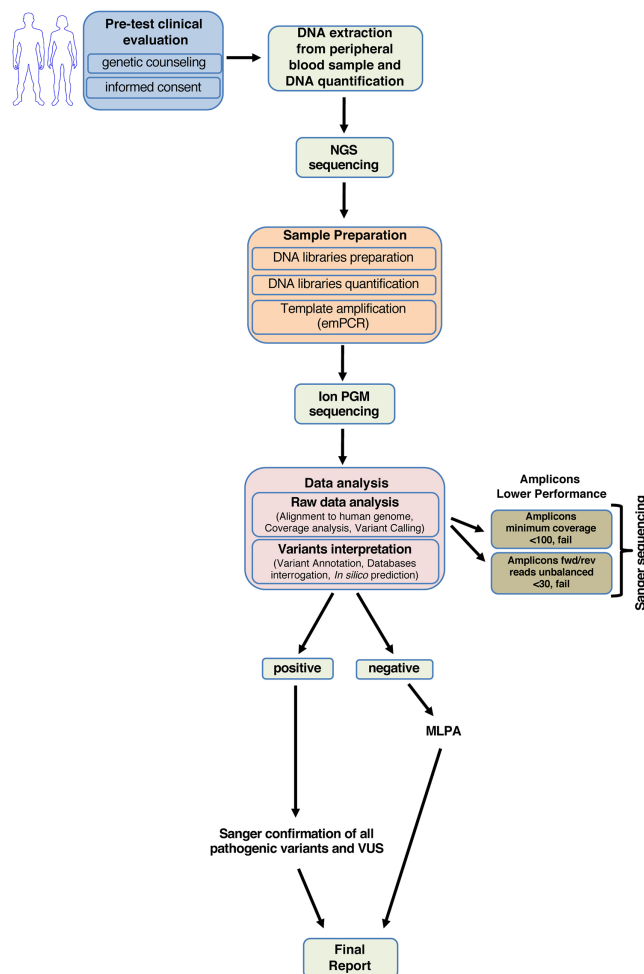 Pre-test clinical
evaluation
genetic counseling
informed consent
DNA extraction
from peripheral
blood sample and
DNA quantification
NGS
sequencing
Sample Preparation
DNA libraries preparation
DNA libraries quantification
Template amplification
(emPCR)
Ion PGM
sequencing
Data analysis
Raw data analysis
(Alignment to human genome,
Coverage analysis, Variant Calling)
Variants interpretation
(Variant Annotation, Databases
interrogation, In silico prediction)
Amplicons
Lower Performance
Amplicons
minimum coverage
<100, fail
Amplicons fwd/rev
reads unbalanced
<30, fail
Sanger sequencing
positive
negative
MLPA
Sanger confirmation of all
pathogenic variants and VUS
Final
Report